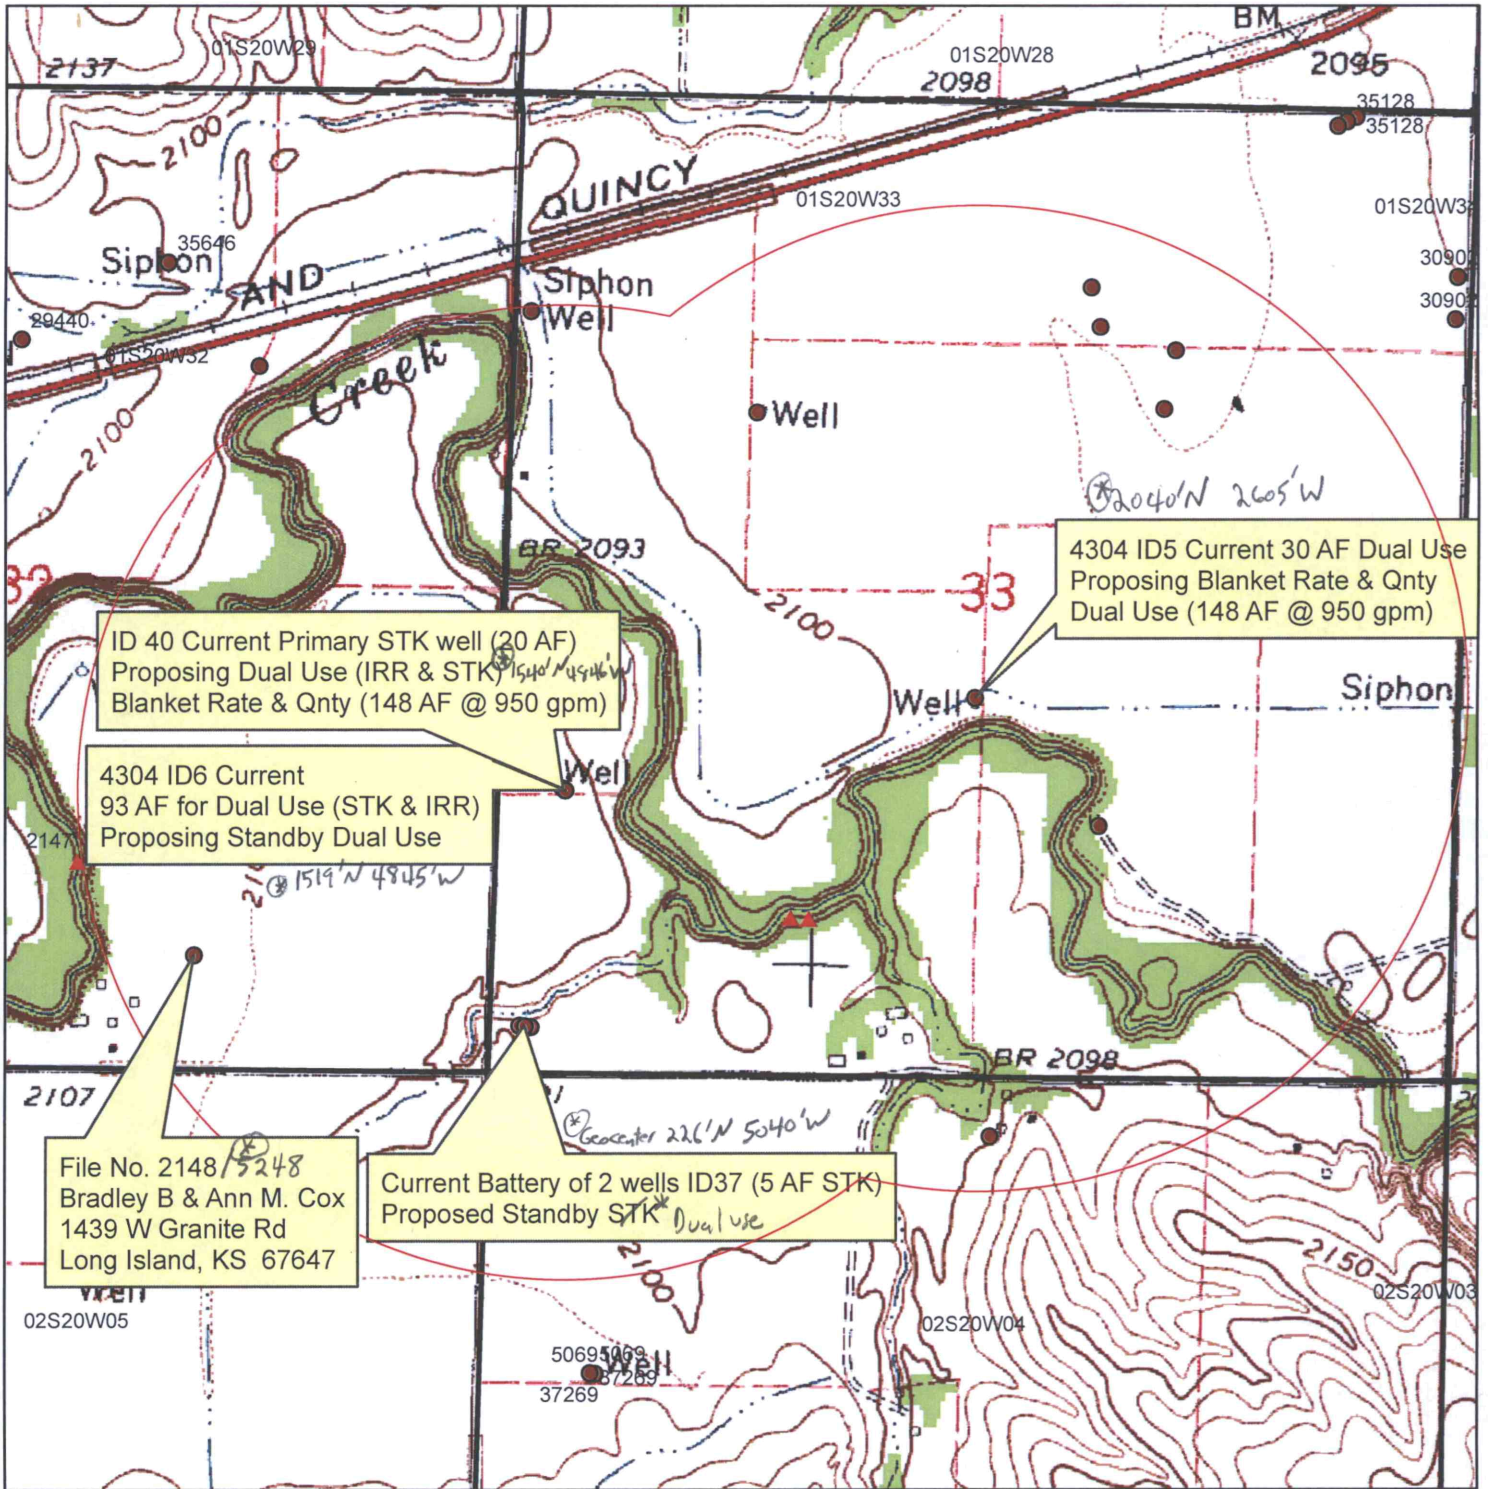 BM
01S20W29
01S20W28
2137
2098
2095
35128
35128
2100
QUINCY
01S20W33
01S20W3
35646
Siphon
AND
Siphon
Well
30902
3090
29440
01S20W32
Creek
Well
2100
2040'N 2605'W
BR 2093
4304 ID5 Current 30 AF Dual Use
Proposing Blanket Rate & Qnty
Dual Use (148 AF @ 950 gpm)
33
2100
ID 40 Current Primary STK well (20 AF)
Proposing Dual Use (IRR & STK) 1540'N 4846'W
Blanket Rate & Qnty (148 AF @ 950 gpm)
Well
Siphon
4304 ID6 Current
93 AF for Dual Use (STK & IRR)
Proposing Standby Dual Use
Well
2147
1519'N 4845'W
BR 2098
2107
Geocenter 226'N 5040'W
File No. 2148/5248
Bradley B & Ann M. Cox
1439 W Granite Rd
Long Island, KS 67647
Current Battery of 2 wells ID37 (5 AF STK)
Proposed Standby STK* Dual use
2100
2150
Well
02S20W05
02S20W04
02S20W03
50695069
Well
37269
37269